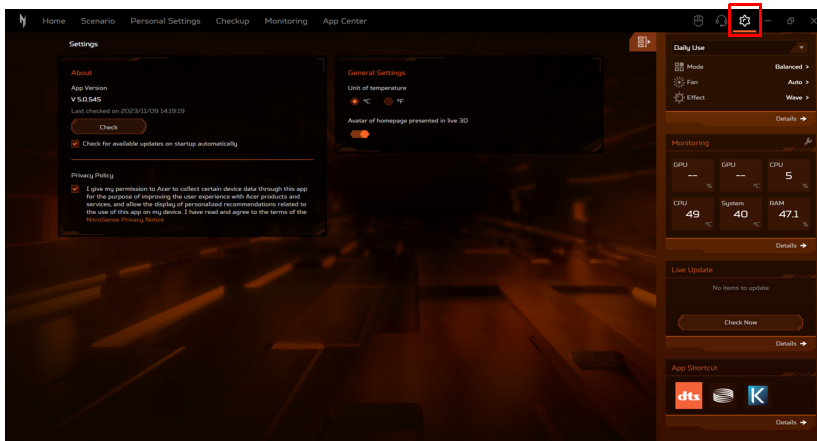 Home Scenario Personal Settings Checkup Monitoring App Center
Settings
About
App Version
V 5.0.545
Last checked on 2023/11/09 14:19:19
Check
Check for available updates on startup automatically
Privacy Policy
I give my permission to Acer to collect certain device data through this app
for the purpose of improving the user experience with Acer products and
services, and allow the display of personalized recommendations related to
the use of this app on my device. I have read and agree to the terms of the
NitroSense Privacy Notice
General Settings
Unit of temperature
°C °F
Avatar of homepage presented in live 3D
Daily Use
Mode Balanced >
Fan Auto >
Effect Wave >
Details →
Monitoring
GPU GPU CPU
-- -- 5
% °C %
CPU System RAM
49 40 47.1
°C °C %
Details →
Live Update
No items to update
Check Now
Details →
App Shortcut
dts K
Details →